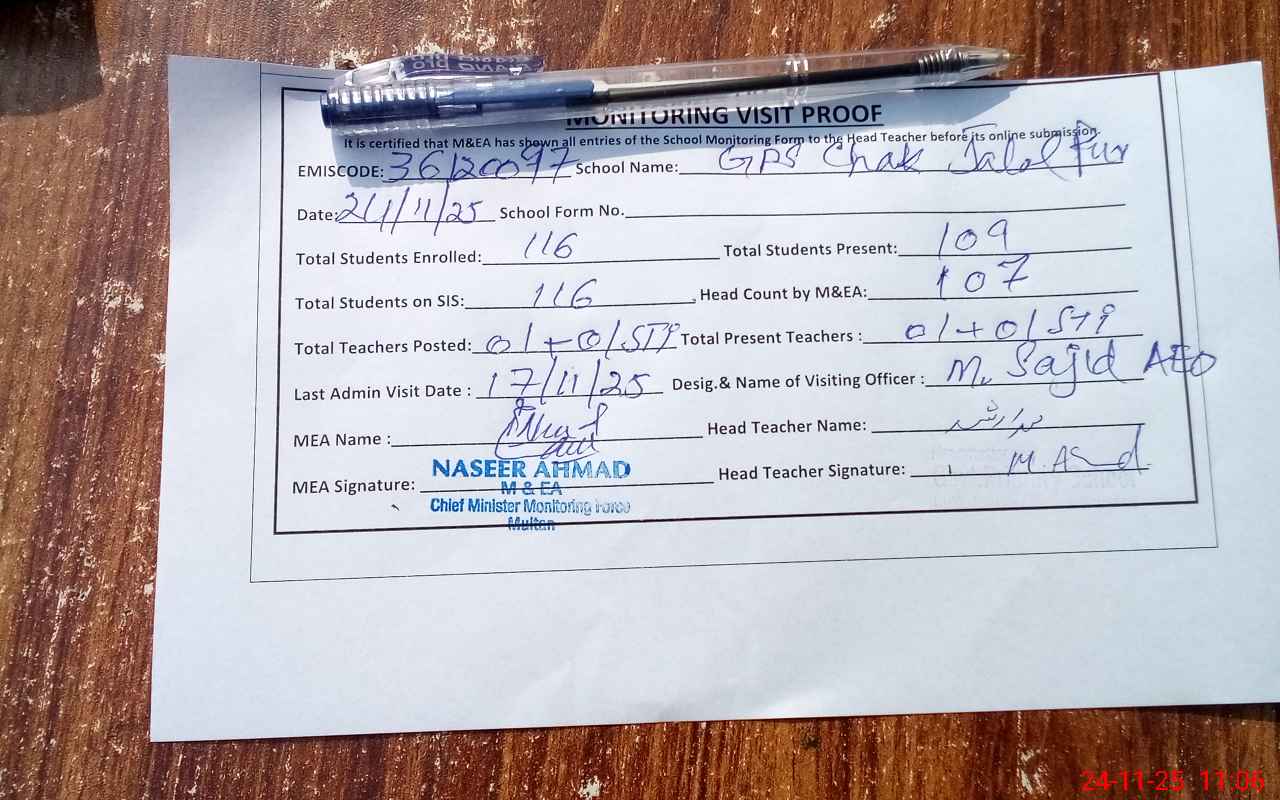 MONITORING VISIT PROOF
It is certified that M&EA has shown all entries of the School Monitoring Form to the Head Teacher before its online submission.
EMISCODE: 36120097 School Name: GPS Chak Jalal Pur
Date: 24/11/25 School Form No.
Total Students Enrolled: 116 Total Students Present: 109
Total Students on SIS: 116 Head Count by M&EA: 107
Total Teachers Posted: 01+01STI Total Present Teachers : 01+01STI
Last Admin Visit Date : 17/11/25 Desig.& Name of Visiting Officer : M. Sajid AEO
MEA Name : Head Teacher Name:
MEA Signature: Head Teacher Signature:
NASEER AHMAD
M & EA
Chief Minister Monitoring Force
Multan
24-11-25 11:06